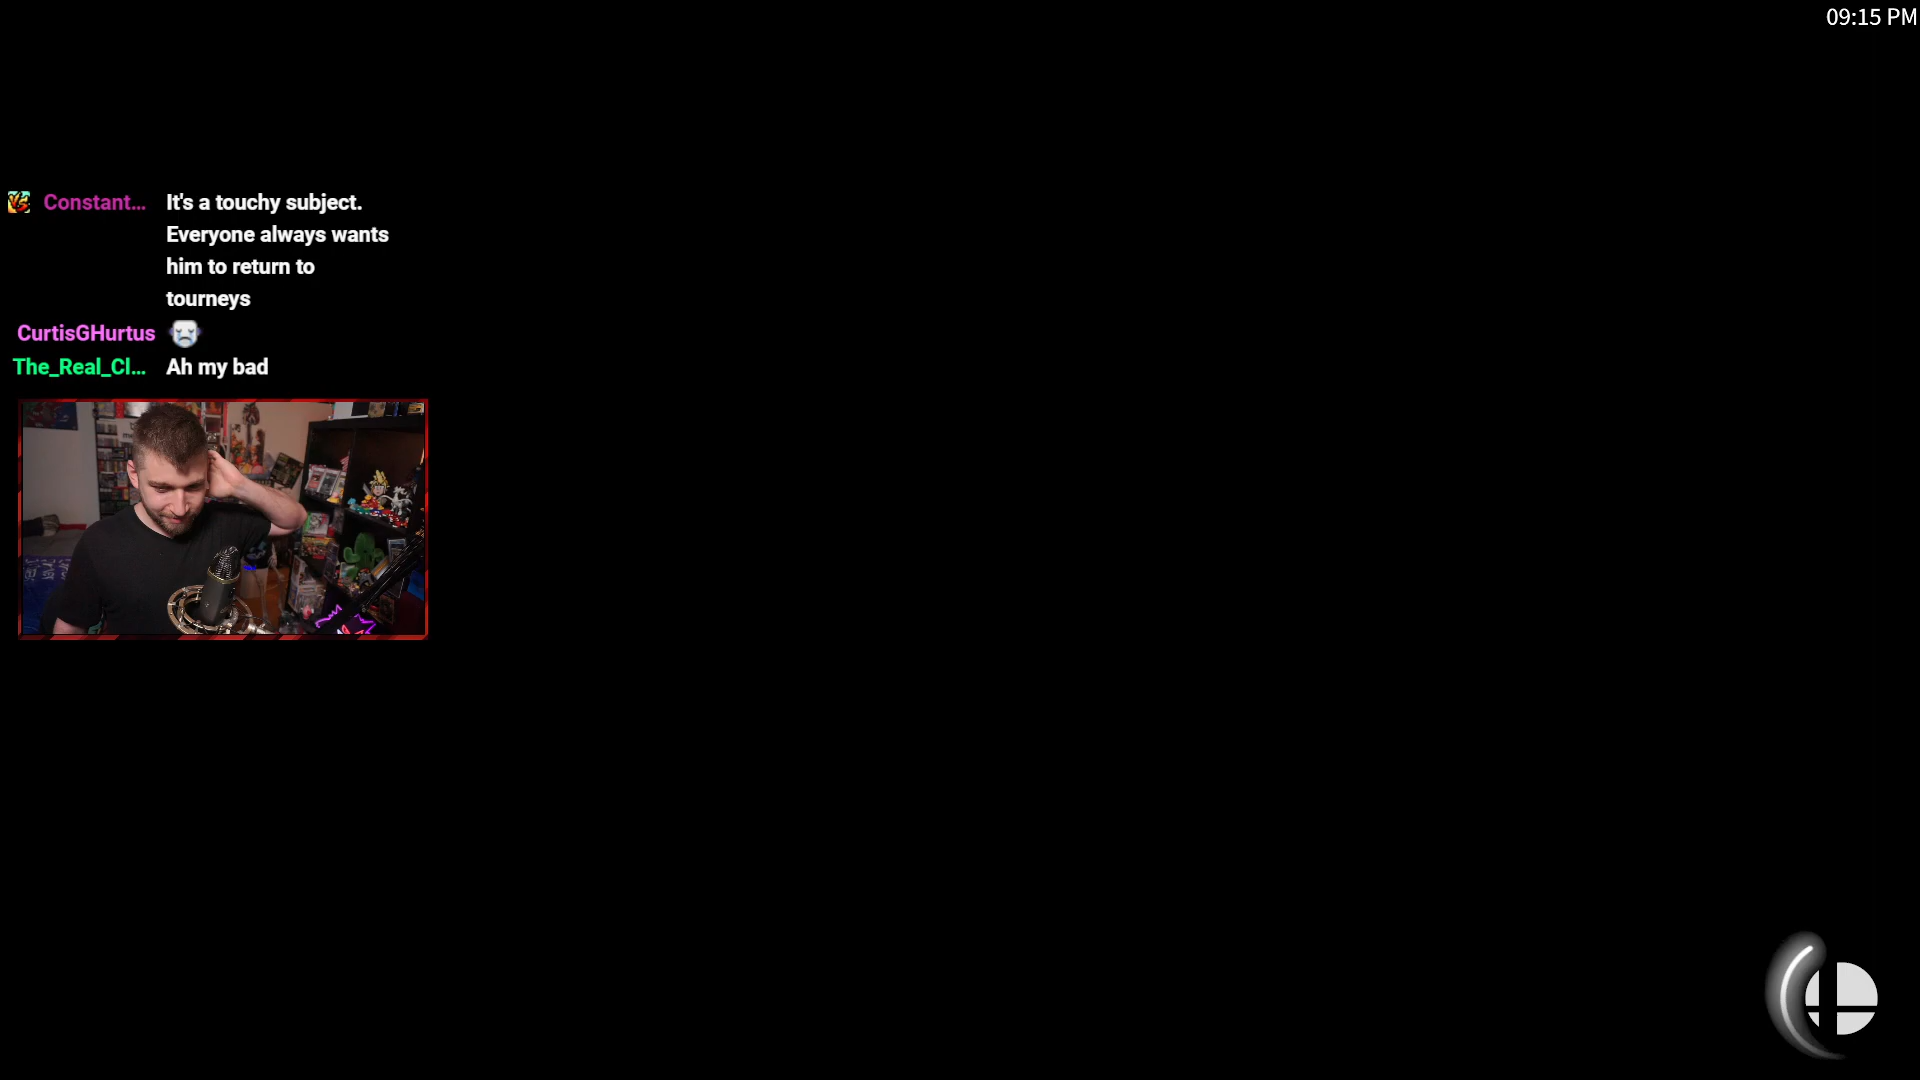 09:15 PM
Constant... It's a touchy subject.
Everyone always wants
him to return to
tourneys
CurtisGHurtus
The_Real_Cl... Ah my bad